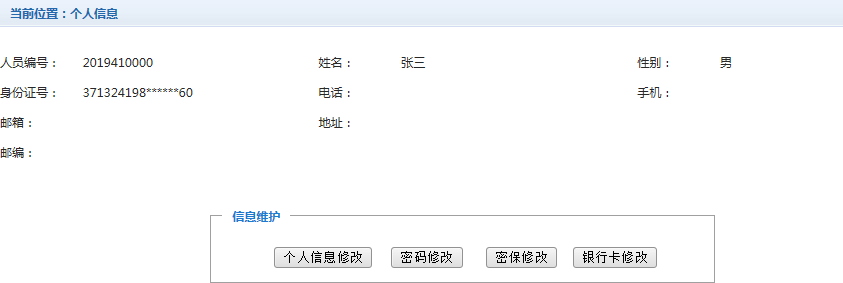 当前位置：个人信息
人员编号： 2019410000 姓名： 张三 性别： 男
身份证号： 371324198******60 电话： 手机：
邮箱： 地址：
邮编：
信息维护
个人信息修改 密码修改 密保修改 银行卡修改